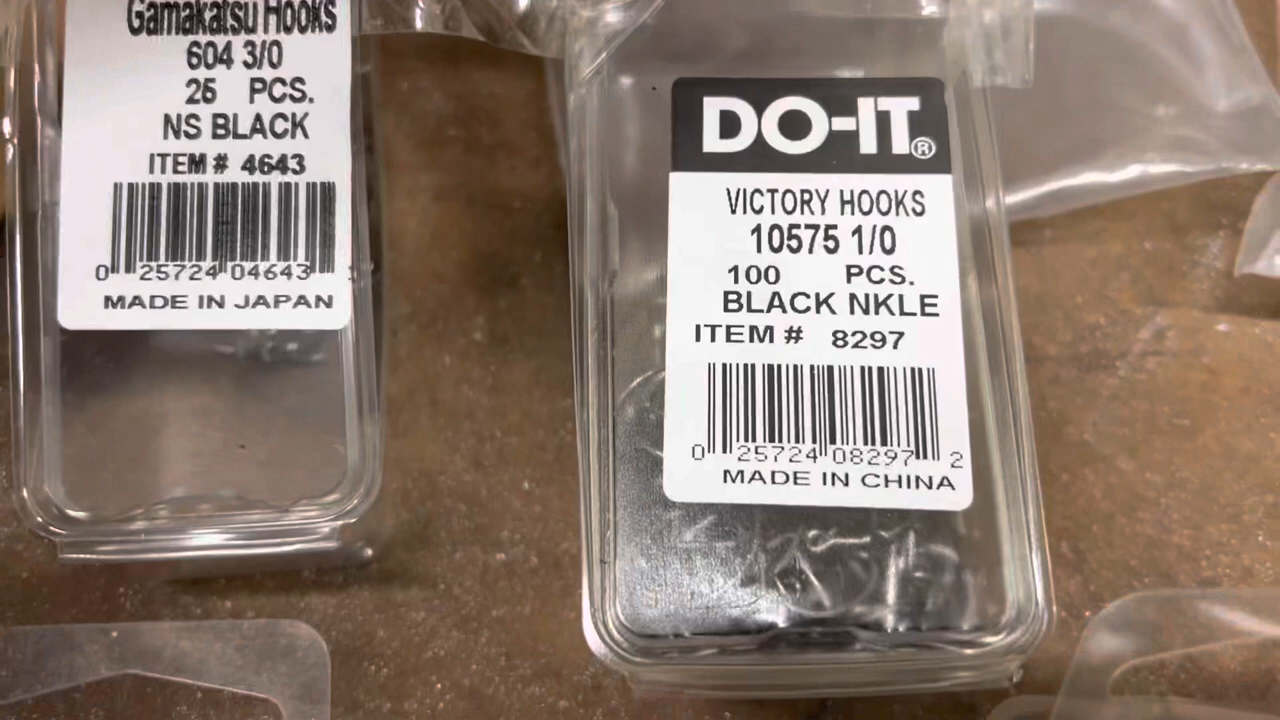 Gamakatsu Hooks
604 3/0
25 PCS.
NS BLACK
ITEM # 4643
0 25724 04643 1
MADE IN JAPAN
DO-IT®
VICTORY HOOKS
10575 1/0
100 PCS.
BLACK NKLE
ITEM # 8297
0 25724 08297 2
MADE IN CHINA